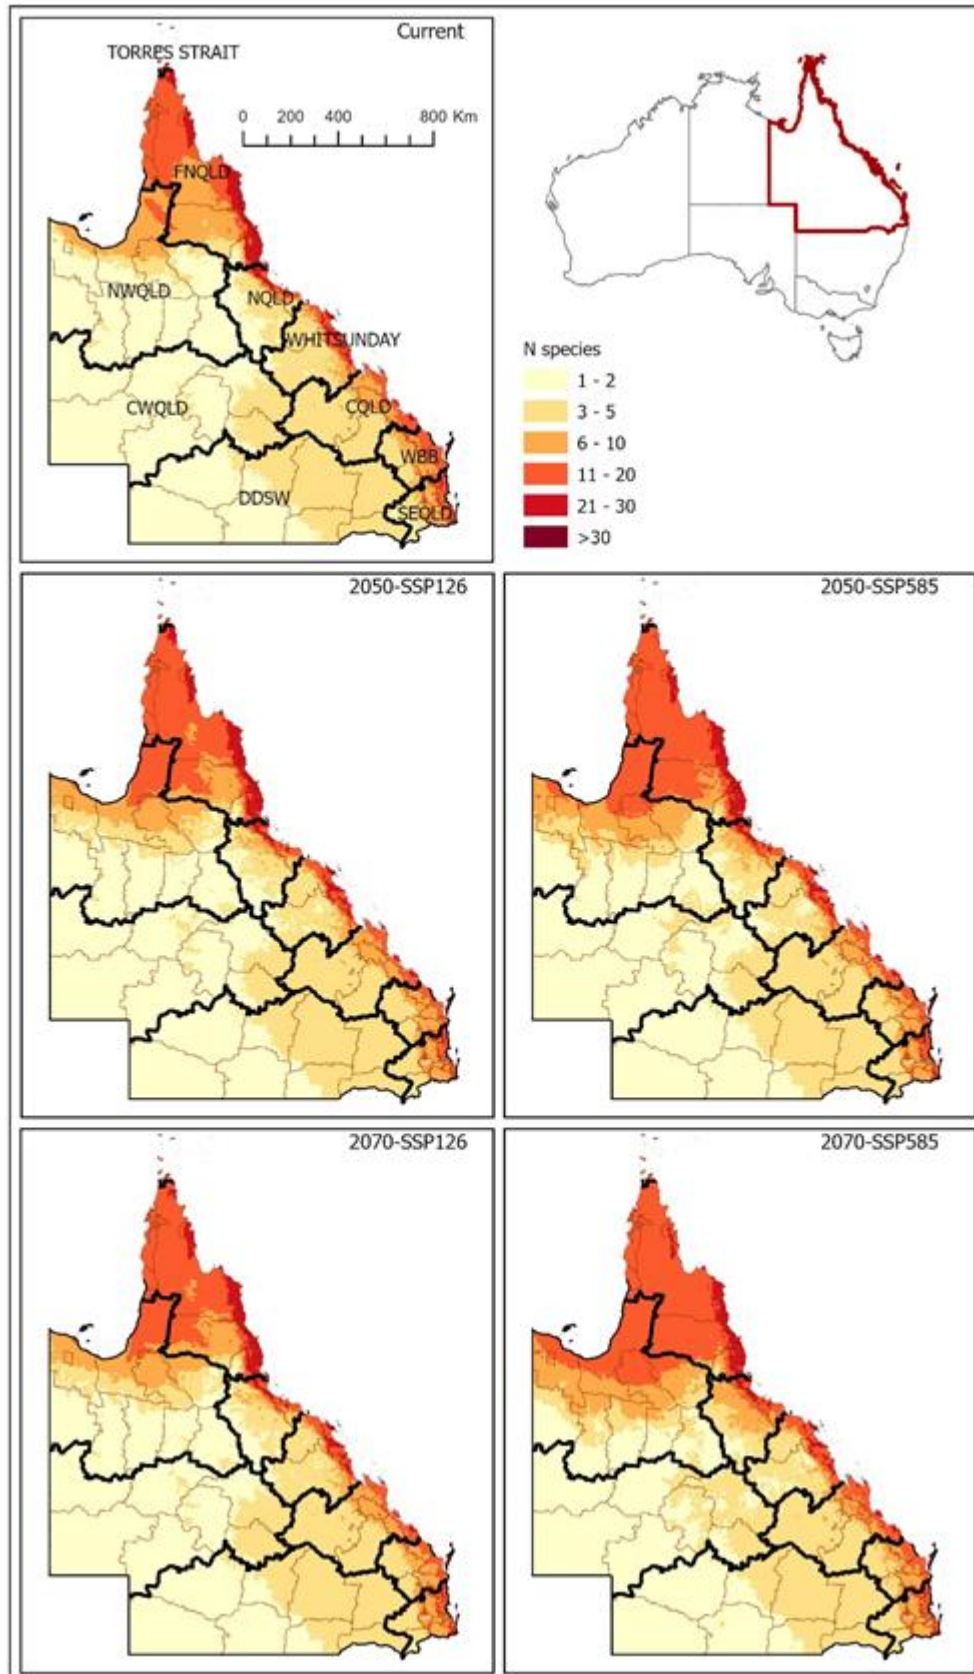 Current
TORRES STRAIT
0 200 400 800 Km
FNQLD
NWQLD
NQLD
WHITSUNDAY
CWQLD
CQLD
WBB
DDSW
SEQLD
N species
1 - 2
3 - 5
6 - 10
11 - 20
21 - 30
>30
2050-SSP126
2050-SSP585
2070-SSP126
2070-SSP585